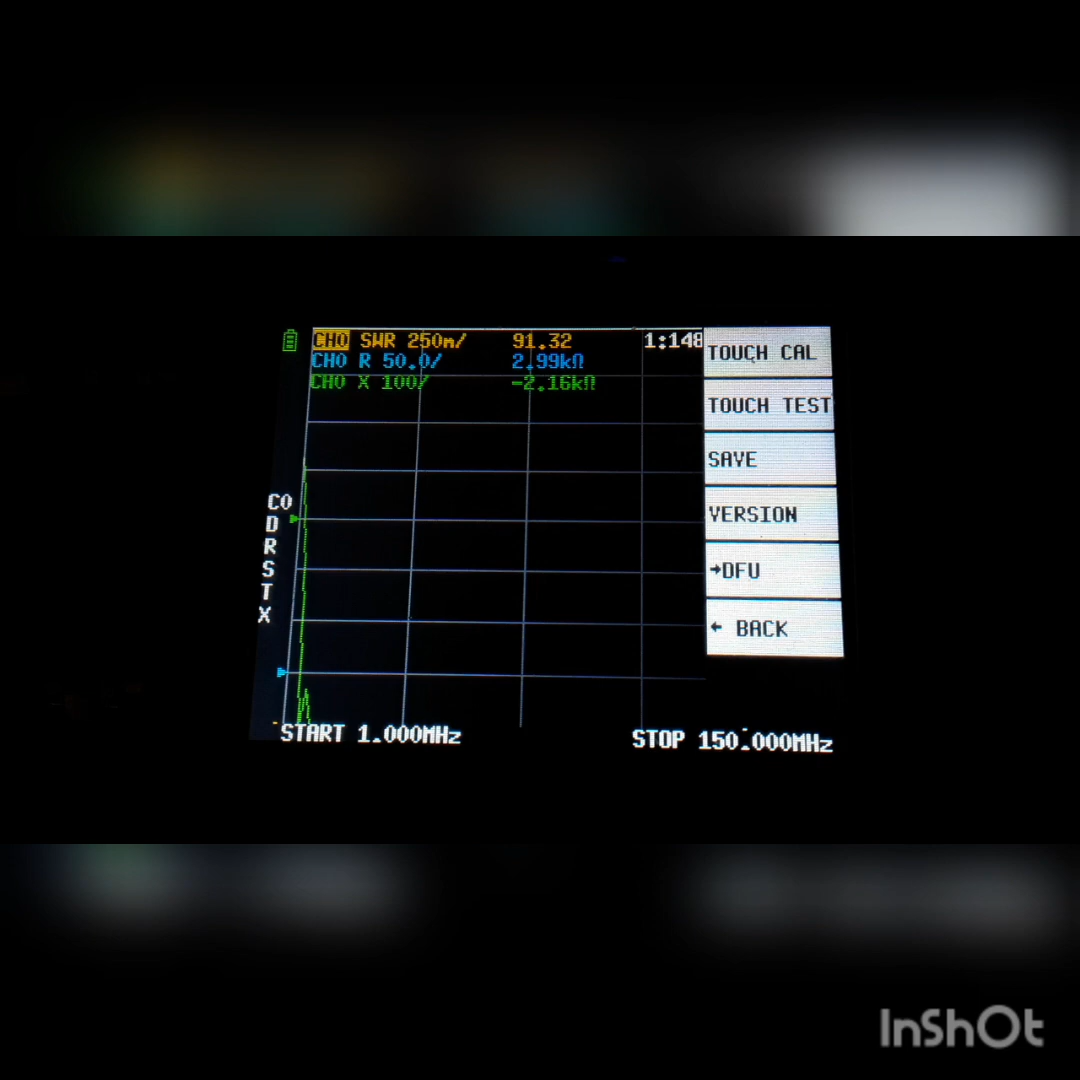 CH0 SWR 250m/ 91.32 1:148
CH0 R 50.0/ 2.99kΩ
CH0 X 100/ -2.16kΩ
TOUCH CAL
TOUCH TEST
SAVE
VERSION
→DFU
← BACK
C0
D
R
S
T
X
START 1.000MHz STOP 150.000MHz
InShOt